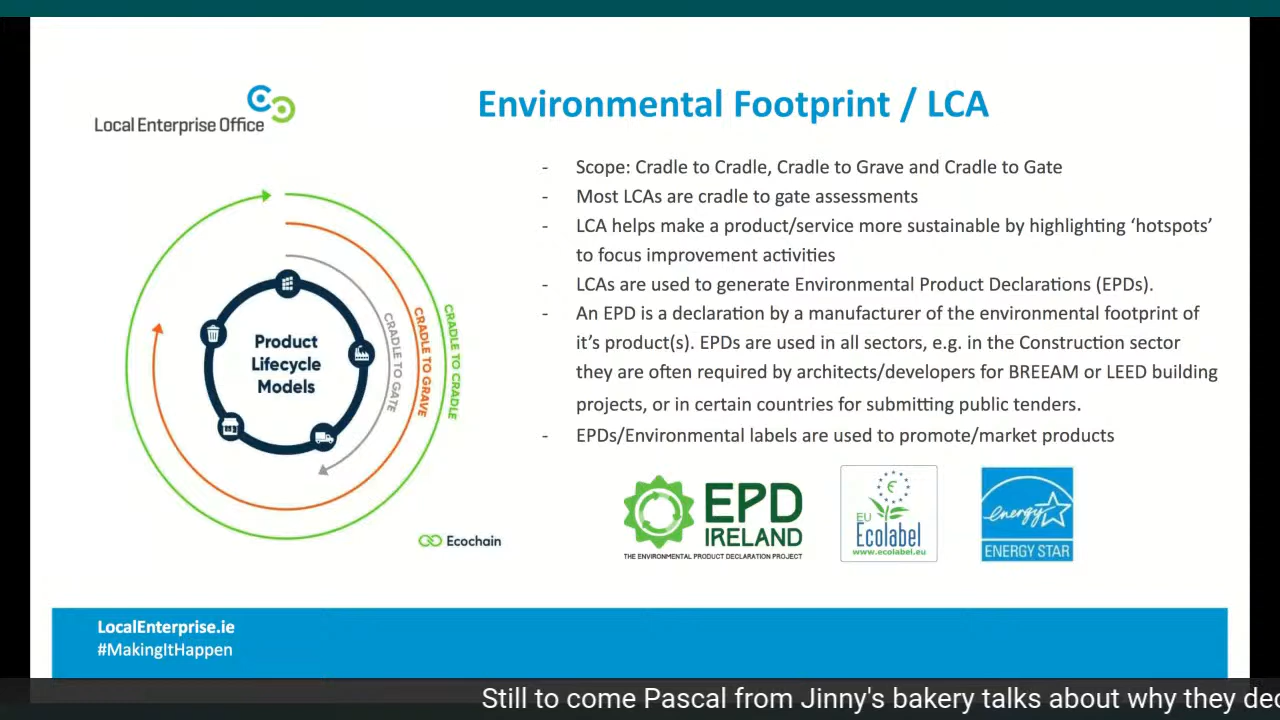 Local Enterprise Office
Environmental Footprint / LCA
- Scope: Cradle to Cradle, Cradle to Grave and Cradle to Gate
- Most LCAs are cradle to gate assessments
- LCA helps make a product/service more sustainable by highlighting ‘hotspots’
to focus improvement activities
- LCAs are used to generate Environmental Product Declarations (EPDs).
- An EPD is a declaration by a manufacturer of the environmental footprint of
it’s product(s). EPDs are used in all sectors, e.g. in the Construction sector
they are often required by architects/developers for BREEAM or LEED building
projects, or in certain countries for submitting public tenders.
- EPDs/Environmental labels are used to promote/market products
Product
Lifecycle
Models
CRADLE TO GATE
CRADLE TO GRAVE
CRADLE TO CRADLE
Ecochain
EPD
IRELAND
THE ENVIRONMENTAL PRODUCT DECLARATION PROJECT
EU
Ecolabel
www.ecolabel.eu
energy
ENERGY STAR
LocalEnterprise.ie
#MakingItHappen
Still to come Pascal from Jinny's bakery talks about why they dec